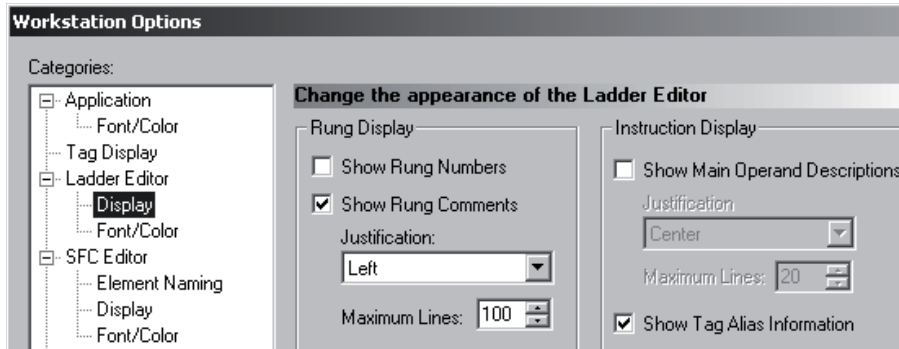 Workstation Options
Categories:
Application
Font/Color
Tag Display
Ladder Editor
Display
Font/Color
SFC Editor
Element Naming
Display
Font/Color
Change the appearance of the Ladder Editor
Rung Display
Show Rung Numbers
Show Rung Comments
Justification:
Left
Maximum Lines: 100
Instruction Display
Show Main Operand Descriptions
Justification
Center
Maximum Lines: 20
Show Tag Alias Information